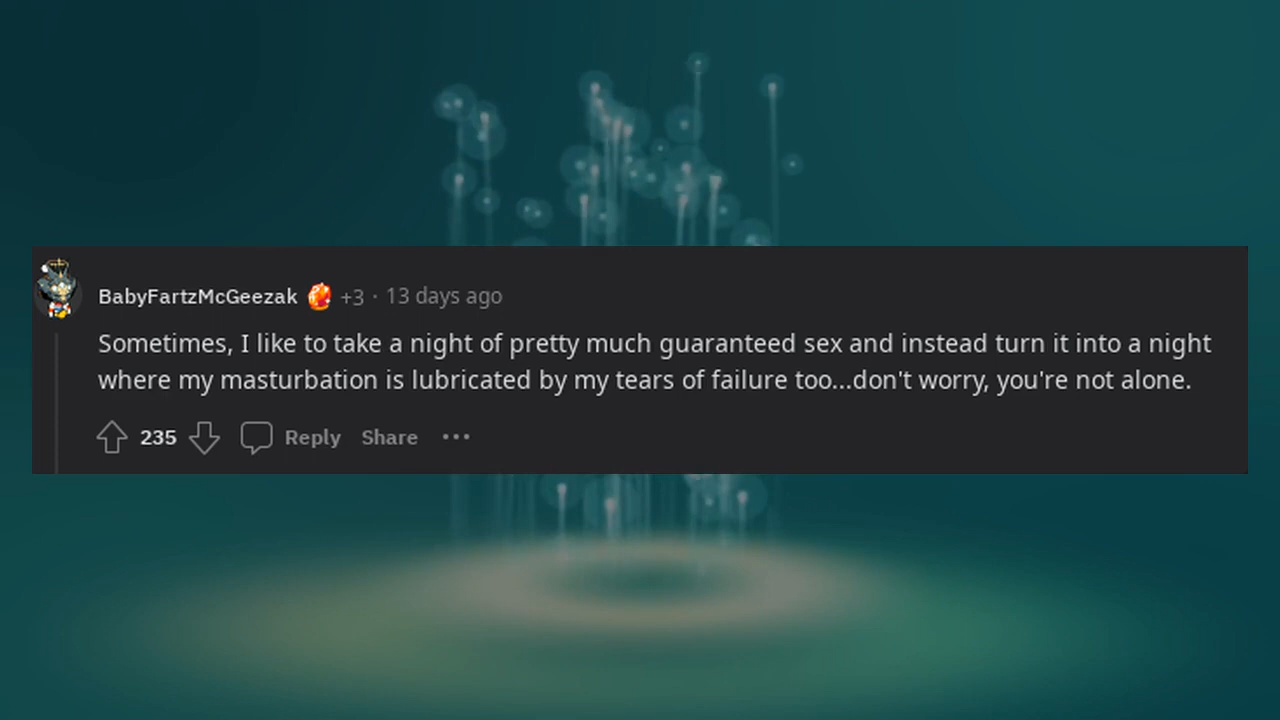 BabyFartzMcGeezak +3 · 13 days ago
Sometimes, I like to take a night of pretty much guaranteed sex and instead turn it into a night
where my masturbation is lubricated by my tears of failure too...don't worry, you're not alone.
235 Reply Share ···